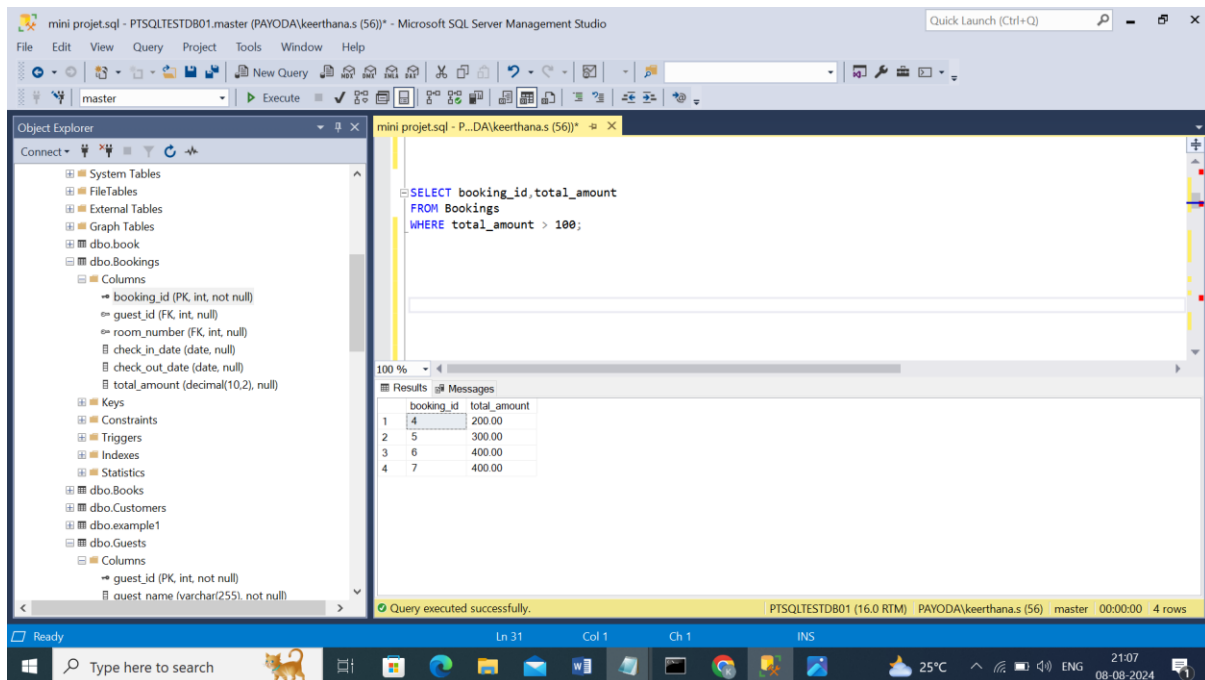 mini projet.sql - PTSQLTESTDB01.master (PAYODA\keerthana.s (56))* - Microsoft SQL Server Management Studio
Quick Launch (Ctrl+Q)
File Edit View Query Project Tools Window Help
New Query
master
Execute
Object Explorer
Connect
System Tables
FileTables
External Tables
Graph Tables
dbo.book
dbo.Bookings
Columns
booking_id (PK, int, not null)
guest_id (FK, int, null)
room_number (FK, int, null)
check_in_date (date, null)
check_out_date (date, null)
total_amount (decimal(10,2), null)
Keys
Constraints
Triggers
Indexes
Statistics
dbo.Books
dbo.Customers
dbo.example1
dbo.Guests
Columns
guest_id (PK, int, not null)
guest_name (varchar(255), not null)
mini projet.sql - P...DA\keerthana.s (56))*
SELECT booking_id,total_amount
FROM Bookings
WHERE total_amount > 100;
100 %
Results Messages
booking_id total_amount
1 4 200.00
2 5 300.00
3 6 400.00
4 7 400.00
Query executed successfully.
PTSQLTESTDB01 (16.0 RTM) PAYODA\keerthana.s (56) master 00:00:00 4 rows
Ready Ln 31 Col 1 Ch 1 INS
Type here to search
25°C ENG
21:07
08-08-2024